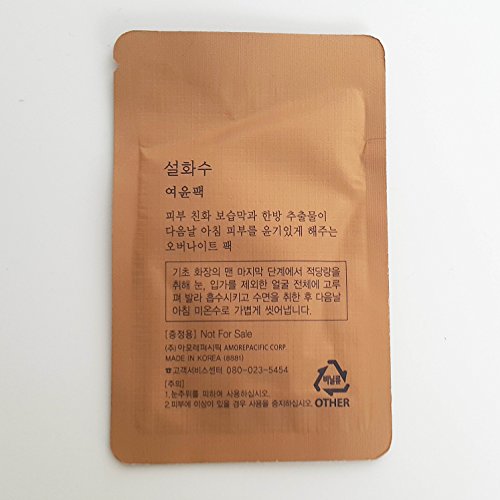 설화수
여윤팩
피부 친화 보습막과 한방 추출물이
다음날 아침 피부를 윤기있게 해주는
오버나이트 팩
기초 화장의 맨 마지막 단계에서 적당량을
취해 눈, 입가를 제외한 얼굴 전체에 고루
펴 발라 흡수시키고 수면을 취한 후 다음날
아침 미온수로 가볍게 씻어냅니다.
[증정용] Not For Sale
(주) 아모레퍼시픽 AMOREPACIFIC CORP.
MADE IN KOREA (8881)
☎고객서비스센터 080-023-5454
[주의]
1.눈주위를 피하여 사용하십시오.
2.피부에 이상이 있을 경우 사용을 중지하십시오.
비닐류
OTHER